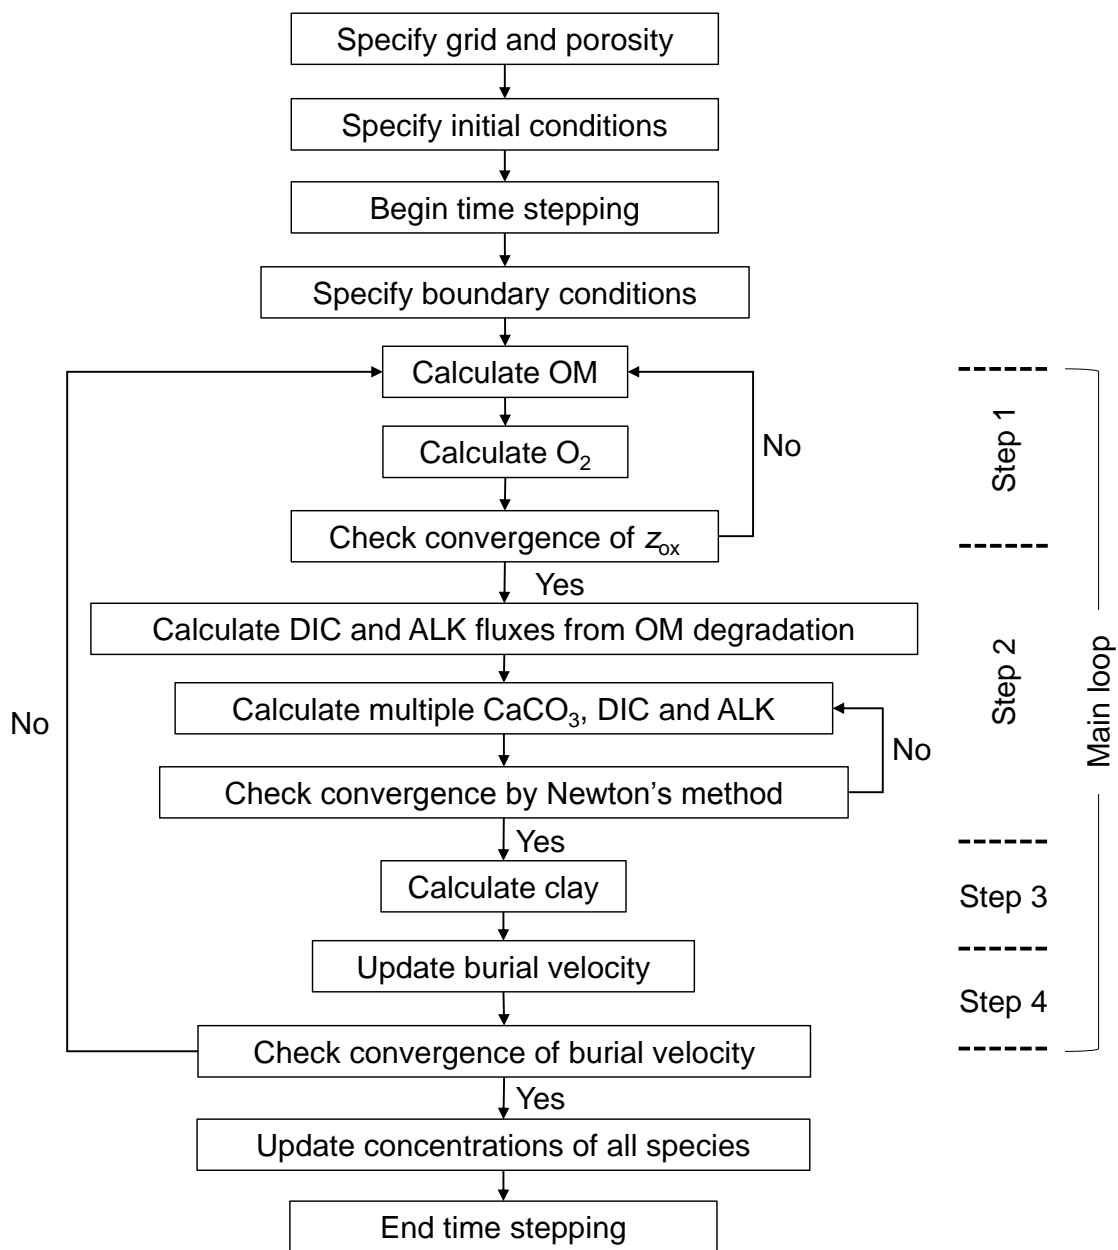 Specify grid and porosity
Specify initial conditions
Begin time stepping
Specify boundary conditions
Calculate OM
Calculate O₂
No
Step 1
Check convergence of z_ox
Yes
Calculate DIC and ALK fluxes from OM degradation
Step 2
Main loop
Calculate multiple CaCO₃, DIC and ALK
No
No
Check convergence by Newton’s method
Yes
Calculate clay
Step 3
Update burial velocity
Step 4
Check convergence of burial velocity
Yes
Update concentrations of all species
End time stepping